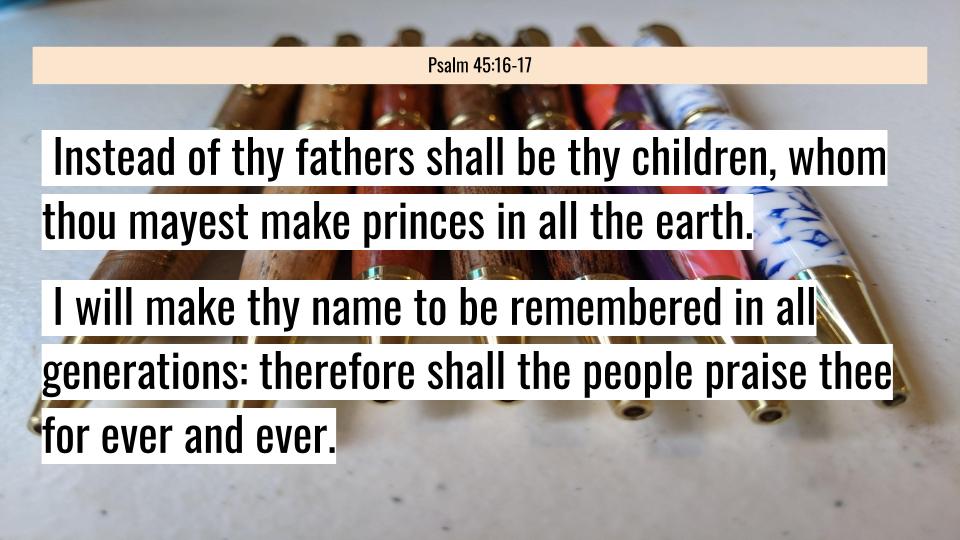 Psalm 45:16-17
Instead of thy fathers shall be thy children, whom
thou mayest make princes in all the earth.
I will make thy name to be remembered in all
generations: therefore shall the people praise thee
for ever and ever.